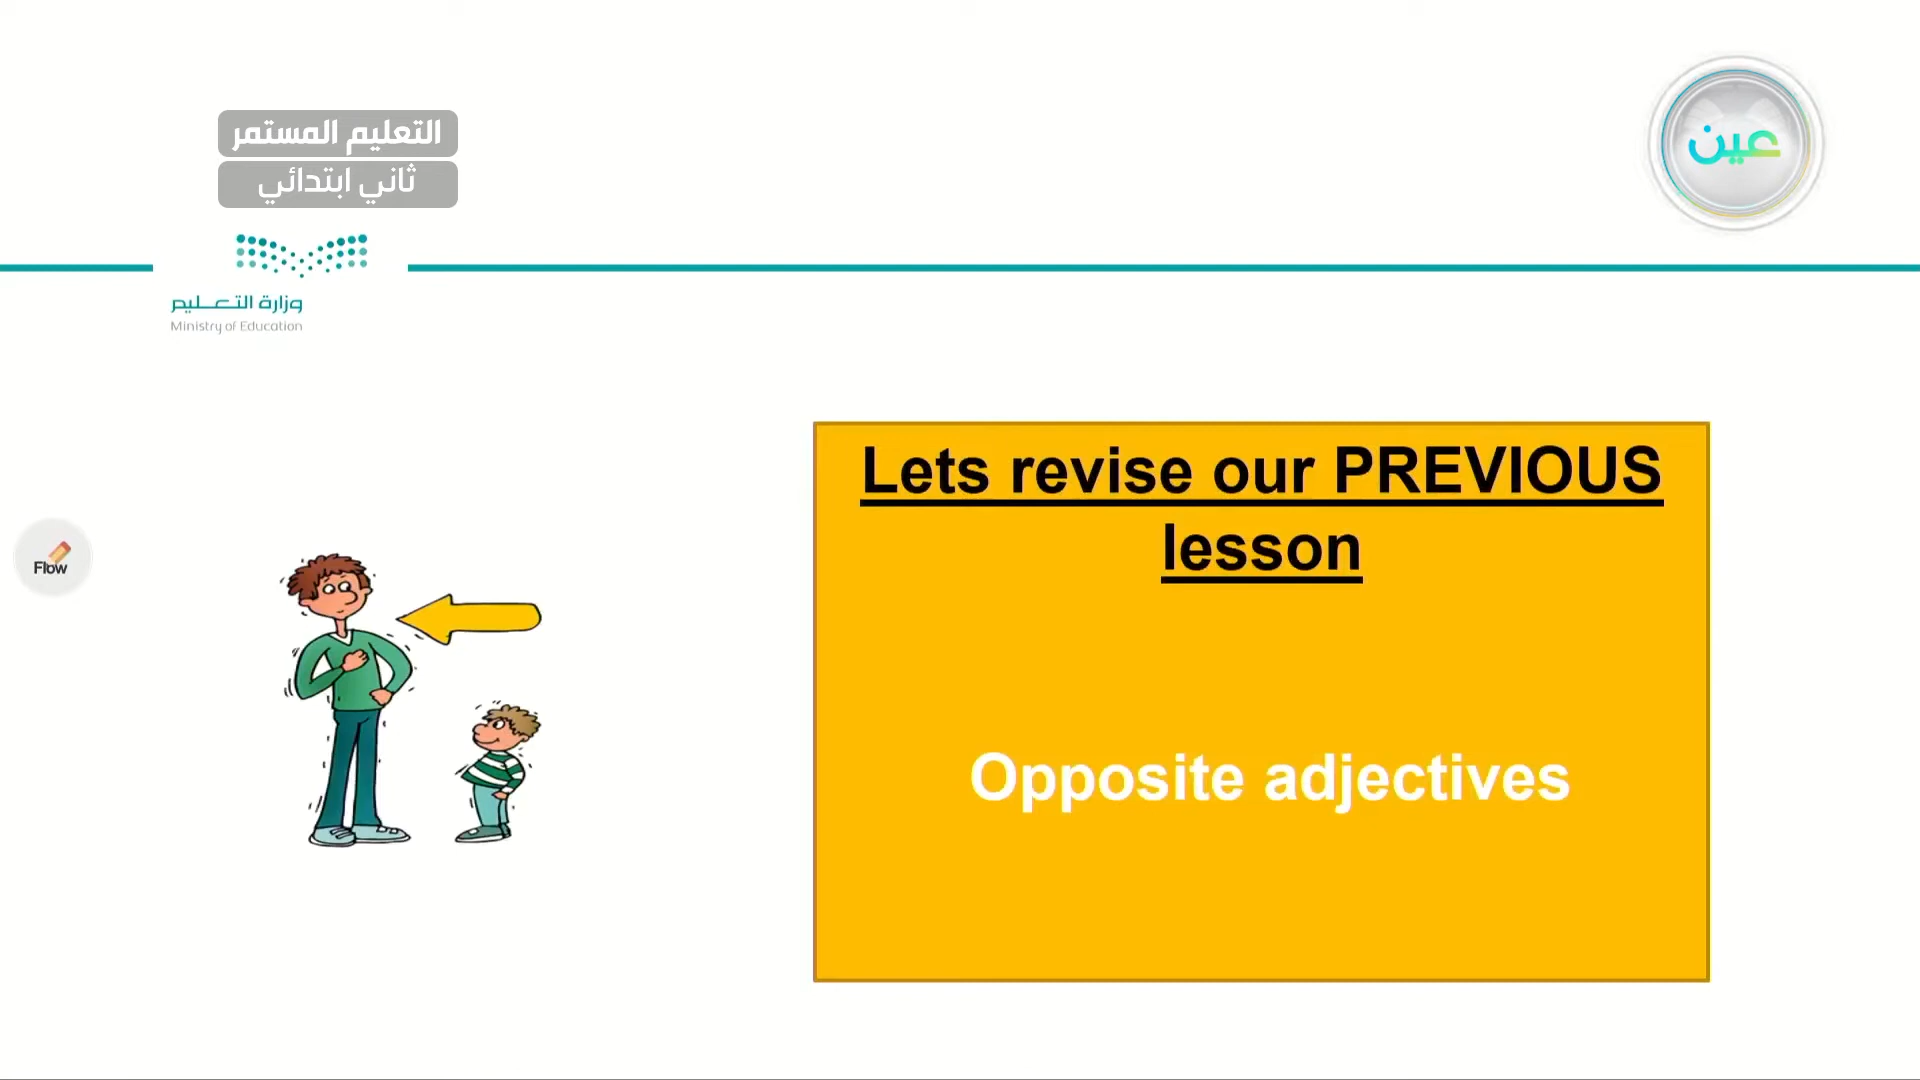 التعليم المستمر
ثاني ابتدائي
عين
وزارة التعليم
Ministry of Education
Lets revise our PREVIOUS
lesson
Flow
Opposite adjectives